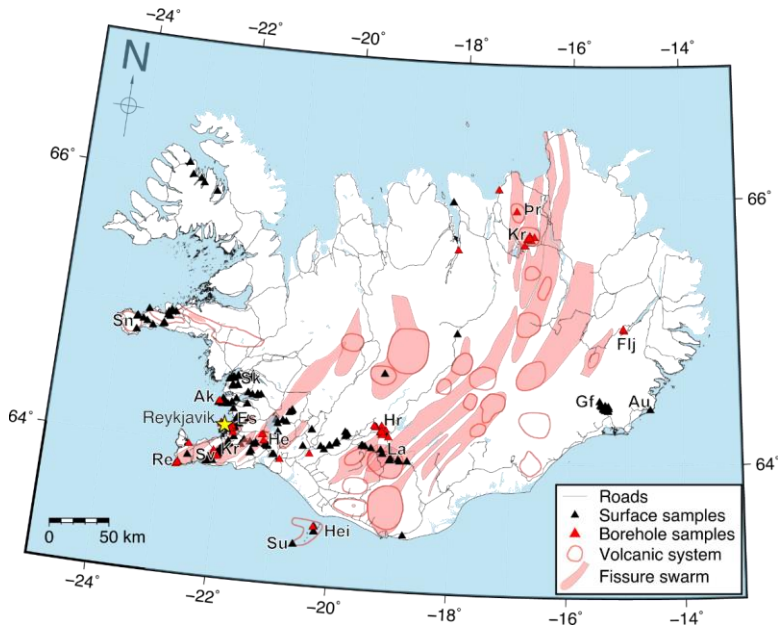 −24° −22° −20° −18° −16° −14°
N
66° 66°
Þr
Kr
Sn
Flj
Sk
Ak
Gf Au
64° Reykjavik Es Hr
He
Kr La
Re Sv 64°
Roads
Surface samples
Borehole samples
Volcanic system
Fissure swarm
0 50 km
Su Hei
−24° −22° −20° −18° −16° −14°